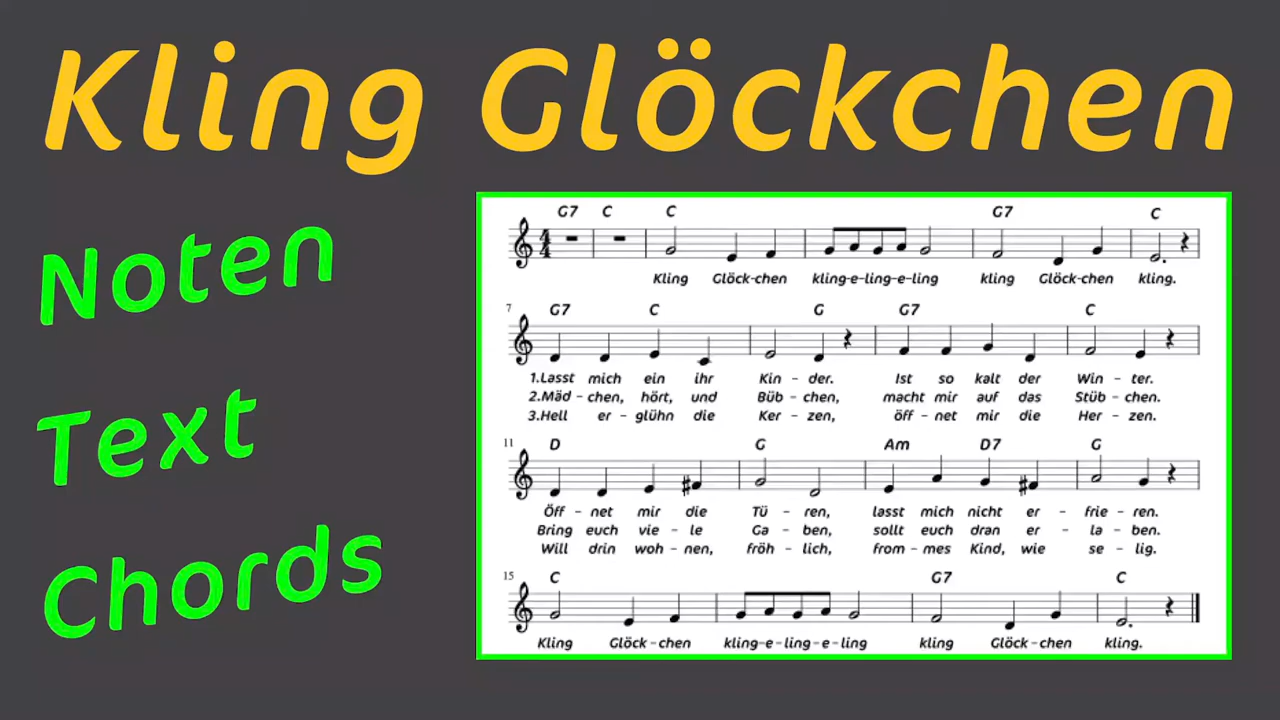 Kling Glöckchen
Noten
Text
Chords
G7 C C G7 C
4
4
Kling Glöck-chen kling-e-ling-e-ling kling Glöck-chen kling.
7 G7 C G G7 C
1.Lasst mich ein ihr Kin - der. Ist so kalt der Win - ter.
2.Mäd - chen, hört, und Büb - chen, macht mir auf das Stüb - chen.
3.Hell er - glühn die Ker - zen, öff - net mir die Her - zen.
11 D G Am D7 G
Öff - net mir die Tü - ren, lasst mich nicht er - frie - ren.
Bring euch vie - le Ga - ben, sollt euch dran er - la - ben.
Will drin woh - nen, fröh - lich, from - mes Kind, wie se - lig.
15 C G7 C
Kling Glöck - chen kling-e-ling-e-ling kling Glöck - chen kling.